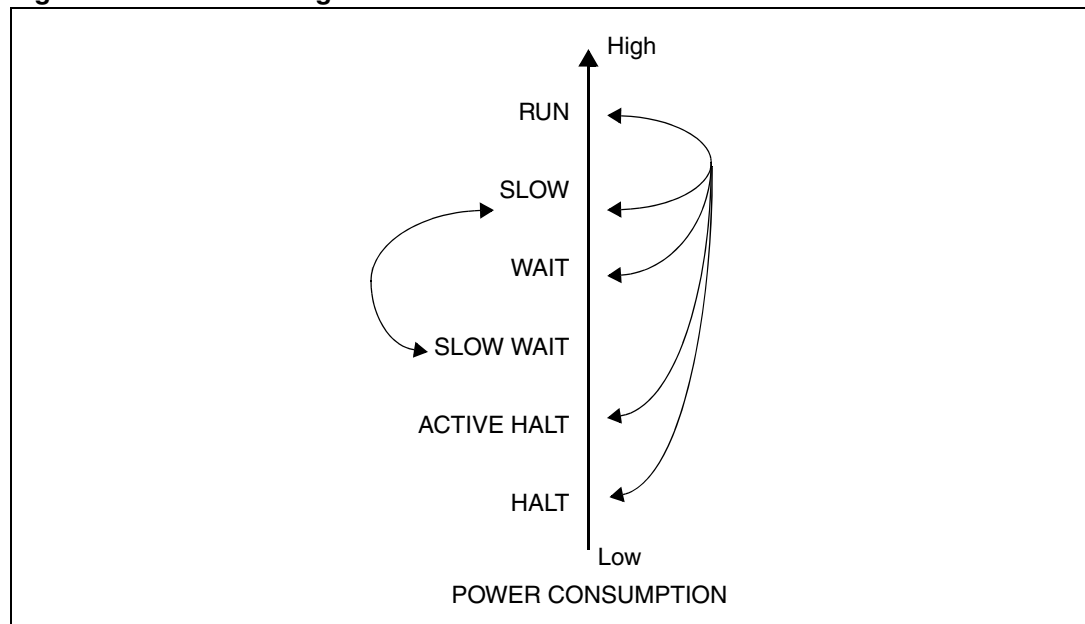 High
RUN
SLOW
WAIT
SLOW WAIT
ACTIVE HALT
HALT
Low
POWER CONSUMPTION